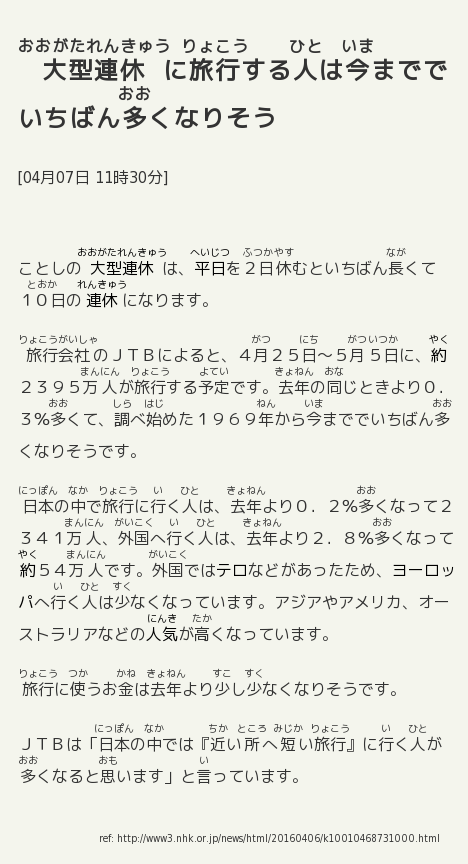 おおがたれんきゅう りょこう ひと いま
大型連休 に旅行する人は今までで
おお
いちばん多くなりそう
[04月07日 11時30分]
おおがたれんきゅう へいじつ ふつかやす なが
ことしの 大型連休 は、平日を２日休むといちばん長くて
とおか れんきゅう
１０日の 連休 になります。
りょこうがいしゃ がつ にち がついつか やく
旅行会社のＪＴＢによると、４月２５日〜５月５日に、約
まんにん りょこう よてい きょねん おな
２３９５万人が旅行する予定です。去年の同じときより０．
おお しら はじ ねん いま おお
３％多くて、調べ始めた１９６９年から今まででいちばん多
くなりそうです。
にっぽん なか りょこう い ひと きょねん おお
日本の中で旅行に行く人は、去年より０．２％多くなって２
まんにん がいこく い ひと きょねん おお
３４１万人、外国へ行く人は、去年より２．８％多くなって
やく まんにん がいこく
約５４万人です。外国ではテロなどがあったため、ヨーロッ
い ひと すく
パへ行く人は少なくなっています。アジアやアメリカ、オー
にんき たか
ストラリアなどの人気が高くなっています。
りょこう つか かね きょねん すこ すく
旅行に使うお金は去年より少し少なくなりそうです。
にっぽん なか ちか ところ みじか りょこう い ひと
ＪＴＢは「日本の中では『近い所へ短い旅行』に行く人が
おお おも い
多くなると思います」と言っています。
ref: http://www3.nhk.or.jp/news/html/20160406/k10010468731000.html